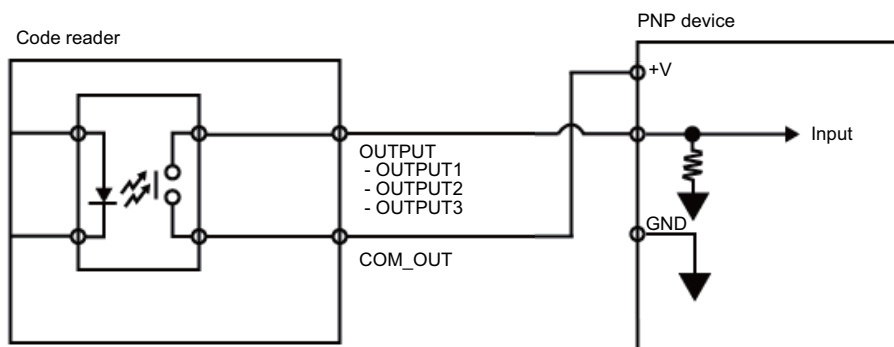 PNP device
Code reader
+V
Input
OUTPUT
- OUTPUT1
- OUTPUT2
- OUTPUT3
GND
COM_OUT